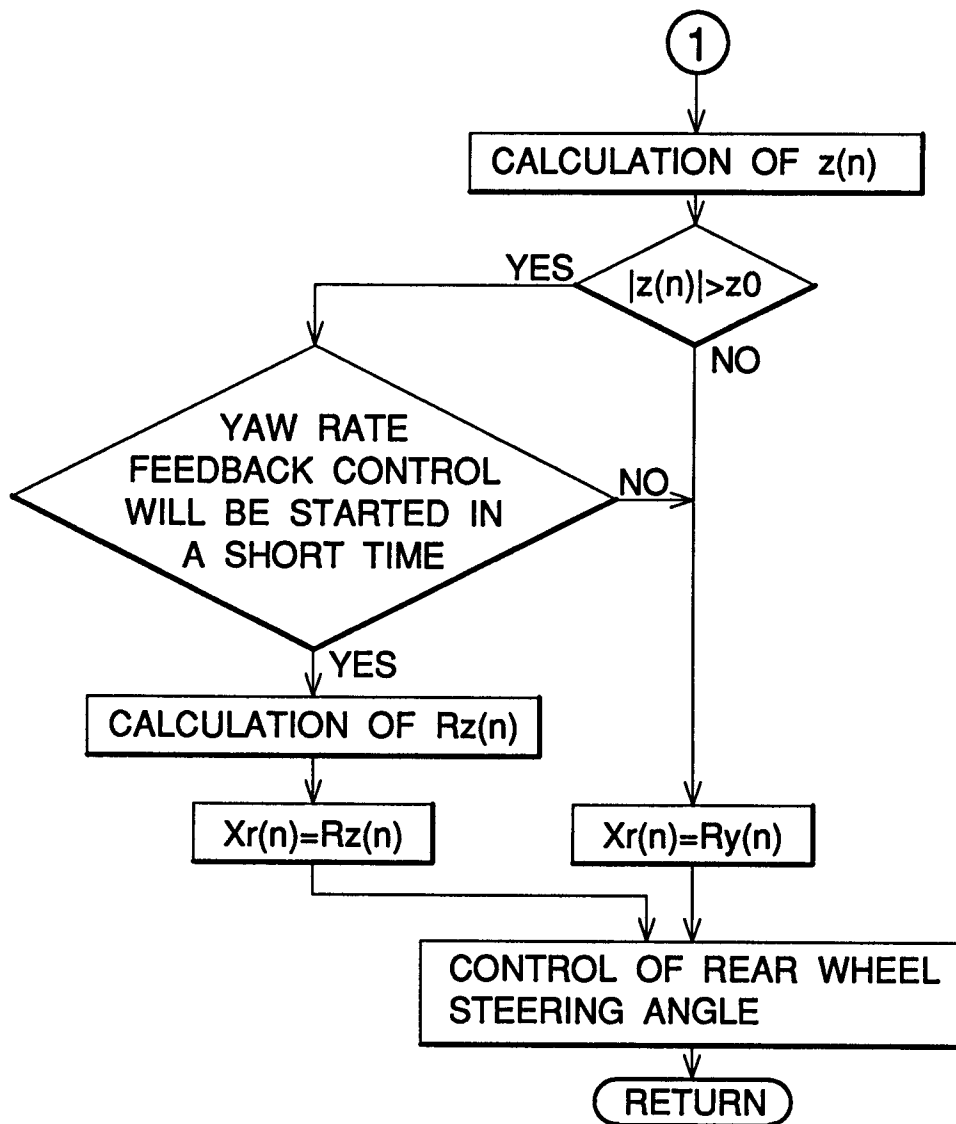 1
CALCULATION OF z(n)
YES
|z(n)|>z0
NO
YAW RATE
FEEDBACK CONTROL
WILL BE STARTED IN
A SHORT TIME
NO
YES
CALCULATION OF Rz(n)
Xr(n)=Rz(n)
Xr(n)=Ry(n)
CONTROL OF REAR WHEEL
STEERING ANGLE
RETURN